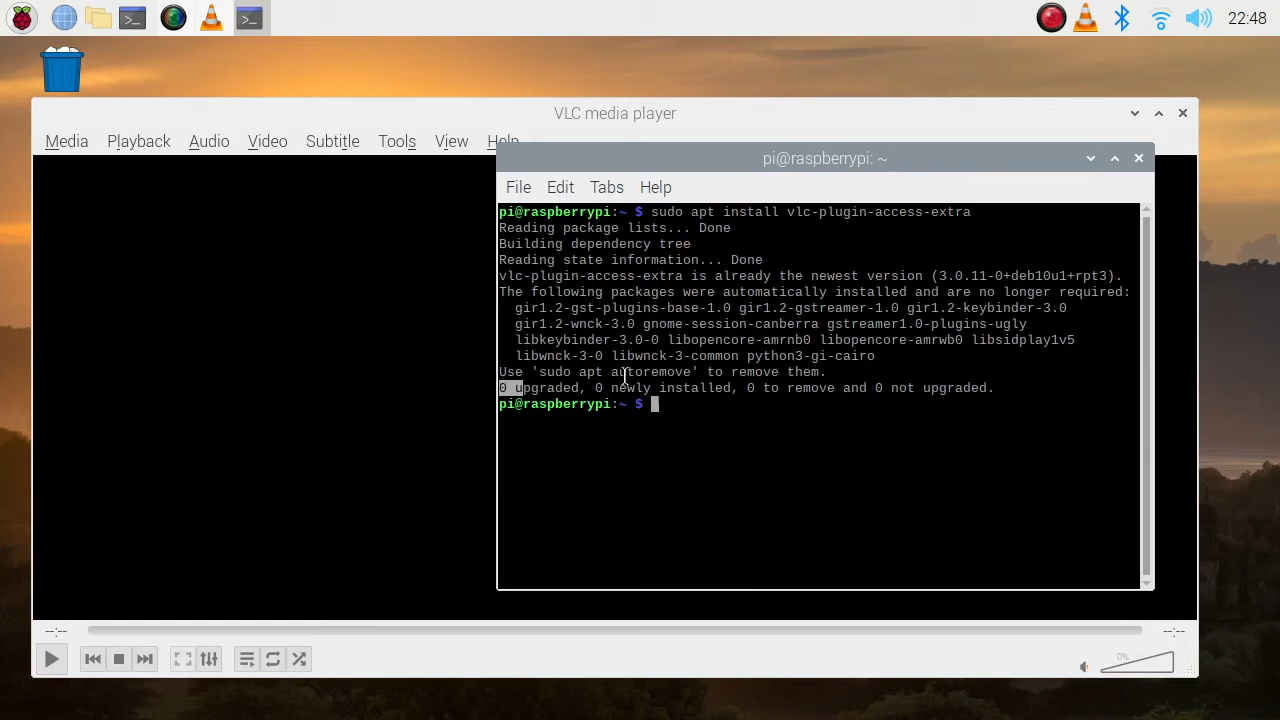 22:48
VLC media player
Media Playback Audio Video Subtitle Tools View Help
pi@raspberrypi: ~
File Edit Tabs Help
pi@raspberrypi:~ $ sudo apt install vlc-plugin-access-extra
Reading package lists... Done
Building dependency tree
Reading state information... Done
vlc-plugin-access-extra is already the newest version (3.0.11-0+deb10u1+rpt3).
The following packages were automatically installed and are no longer required:
gir1.2-gst-plugins-base-1.0 gir1.2-gstreamer-1.0 gir1.2-keybinder-3.0
gir1.2-wnck-3.0 gnome-session-canberra gstreamer1.0-plugins-ugly
libkeybinder-3.0-0 libopencore-amrnb0 libopencore-amrwb0 libsidplay1v5
libwnck-3-0 libwnck-3-common python3-gi-cairo
Use 'sudo apt autoremove' to remove them.
0 upgraded, 0 newly installed, 0 to remove and 0 not upgraded.
pi@raspberrypi:~ $
--:-- --:--
0%